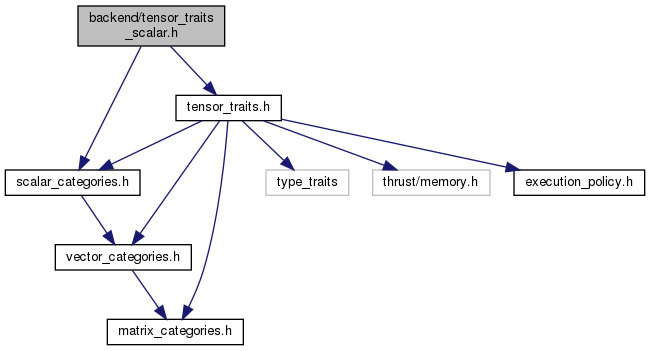 backend/tensor_traits
_scalar.h
tensor_traits.h
scalar_categories.h
type_traits
thrust/memory.h
execution_policy.h
vector_categories.h
matrix_categories.h